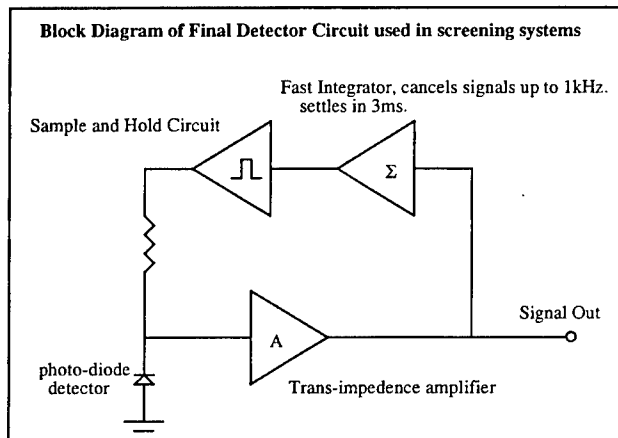 Block Diagram of Final Detector Circuit used in screening systems
Fast Integrator, cancels signals up to 1kHz.
settles in 3ms.
Sample and Hold Circuit
Σ
A
Signal Out
photo-diode
detector
Trans-impedence amplifier